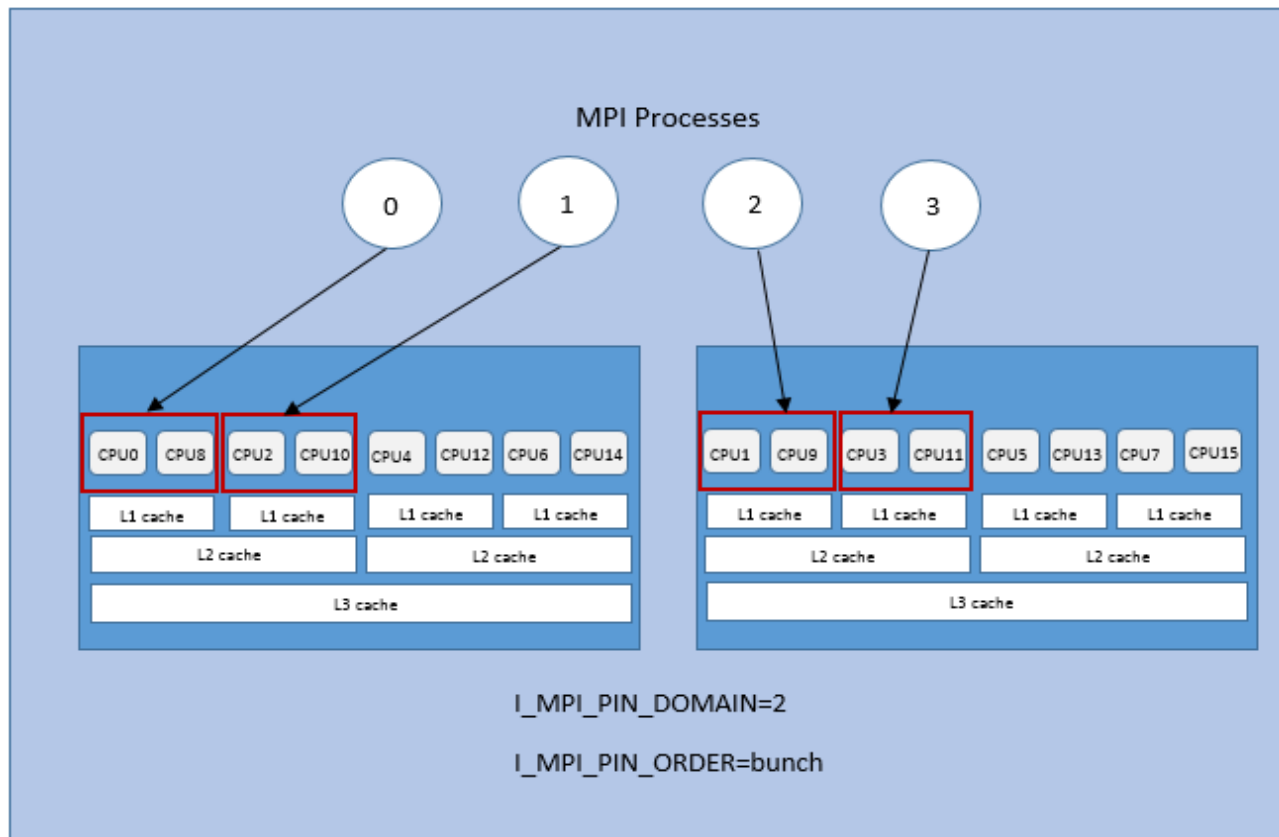 MPI Processes
0 1 2 3
CPU0 CPU8 CPU2 CPU10 CPU4 CPU12 CPU6 CPU14
L1 cache L1 cache L1 cache L1 cache
L2 cache L2 cache
L3 cache
CPU1 CPU9 CPU3 CPU11 CPU5 CPU13 CPU7 CPU15
L1 cache L1 cache L1 cache L1 cache
L2 cache L2 cache
L3 cache
I_MPI_PIN_DOMAIN=2
I_MPI_PIN_ORDER=bunch